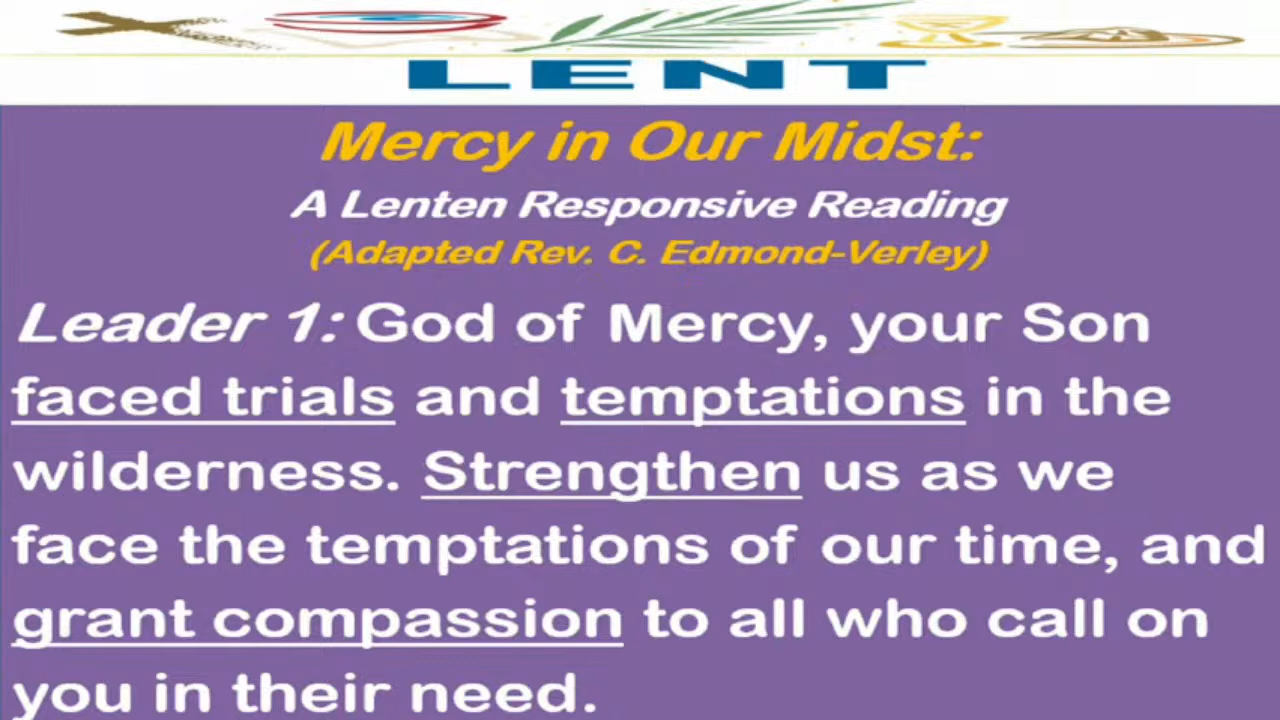 LENT
Mercy in Our Midst:
A Lenten Responsive Reading
(Adapted Rev. C. Edmond-Verley)
Leader 1: God of Mercy, your Son
faced trials and temptations in the
wilderness. Strengthen us as we
face the temptations of our time, and
grant compassion to all who call on
you in their need.